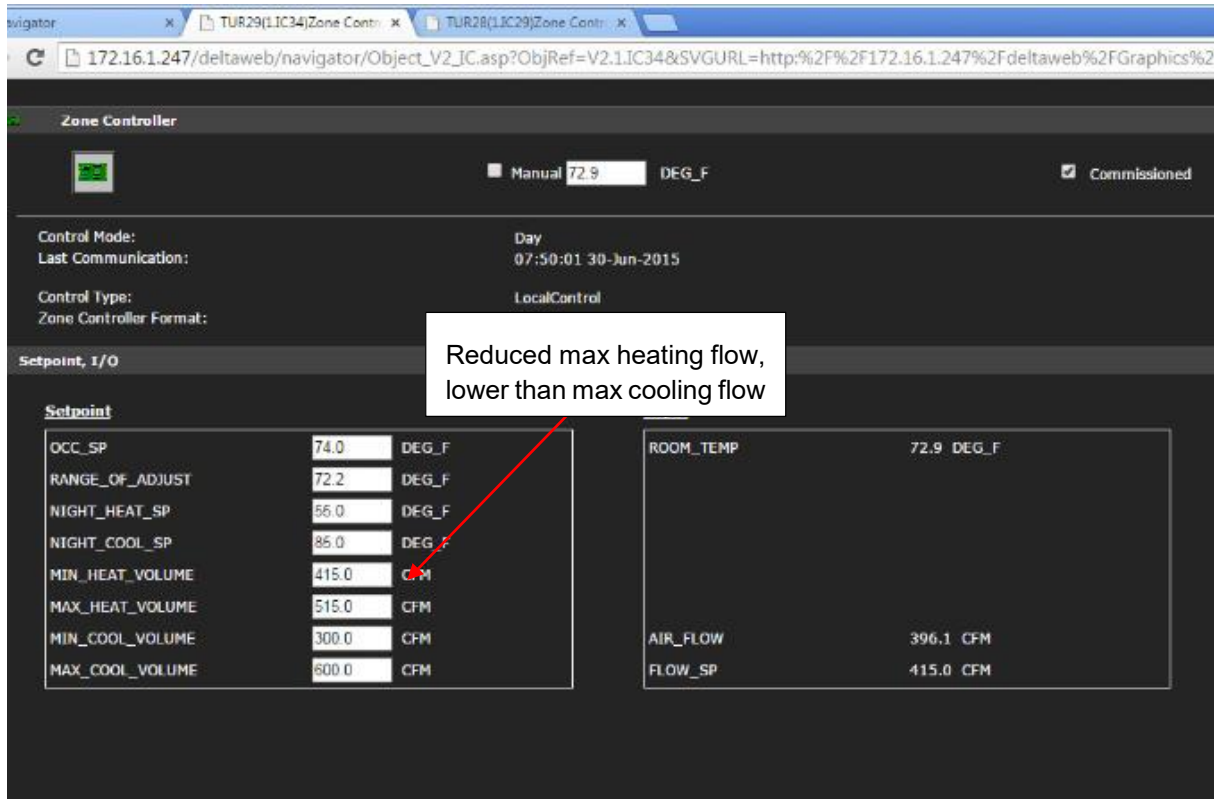 avigator × TUR29(1.IC34)Zone Contr × TUR28(1.IC29)Zone Contr ×
172.16.1.247/deltaweb/navigator/Object_V2_IC.asp?ObjRef=V2.1.IC34&SVGURL=http:%2F%2F172.16.1.247%2Fdeltaweb%2FGraphics%2
Zone Controller
Manual 72.9 DEG_F Commissioned
Control Mode: Day
Last Communication: 07:50:01 30-Jun-2015
Control Type: LocalControl
Zone Controller Format:
Reduced max heating flow,
lower than max cooling flow
Setpoint, I/O
Setpoint
OCC_SP 74.0 DEG_F ROOM_TEMP 72.9 DEG_F
RANGE_OF_ADJUST 72.2 DEG_F
NIGHT_HEAT_SP 55.0 DEG_F
NIGHT_COOL_SP 85.0 DEG_F
MIN_HEAT_VOLUME 415.0 CFM
MAX_HEAT_VOLUME 515.0 CFM
MIN_COOL_VOLUME 300.0 CFM AIR_FLOW 396.1 CFM
MAX_COOL_VOLUME 600.0 CFM FLOW_SP 415.0 CFM